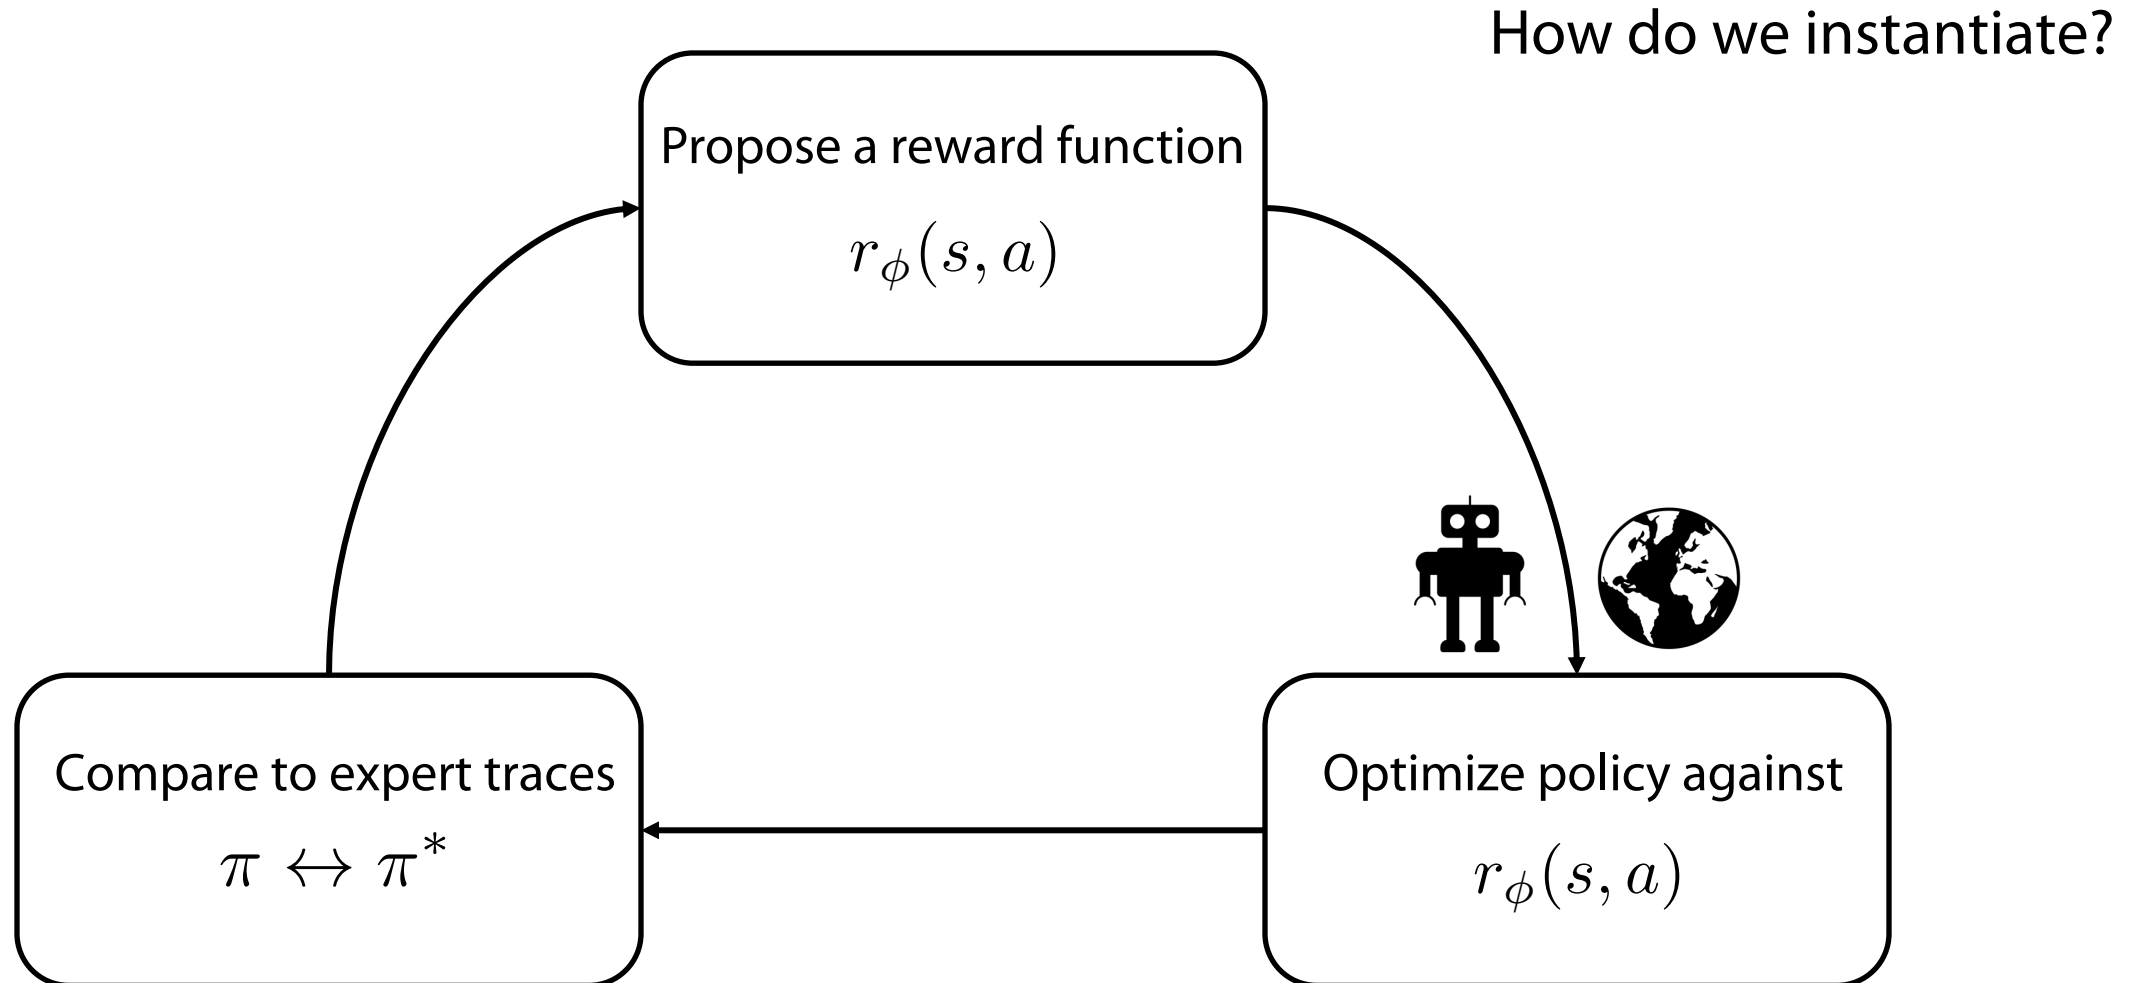 How do we instantiate?
Propose a reward function
r_ϕ(s, a)
Compare to expert traces
π ↔ π*
Optimize policy against
r_ϕ(s, a)